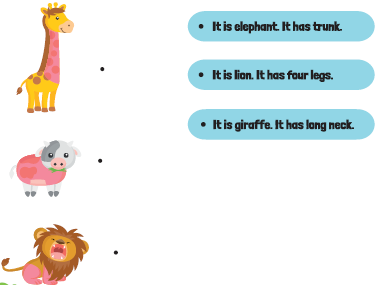 • It is elephant. It has trunk.
• It is lion. It has four legs.
• It is giraffe. It has long neck.